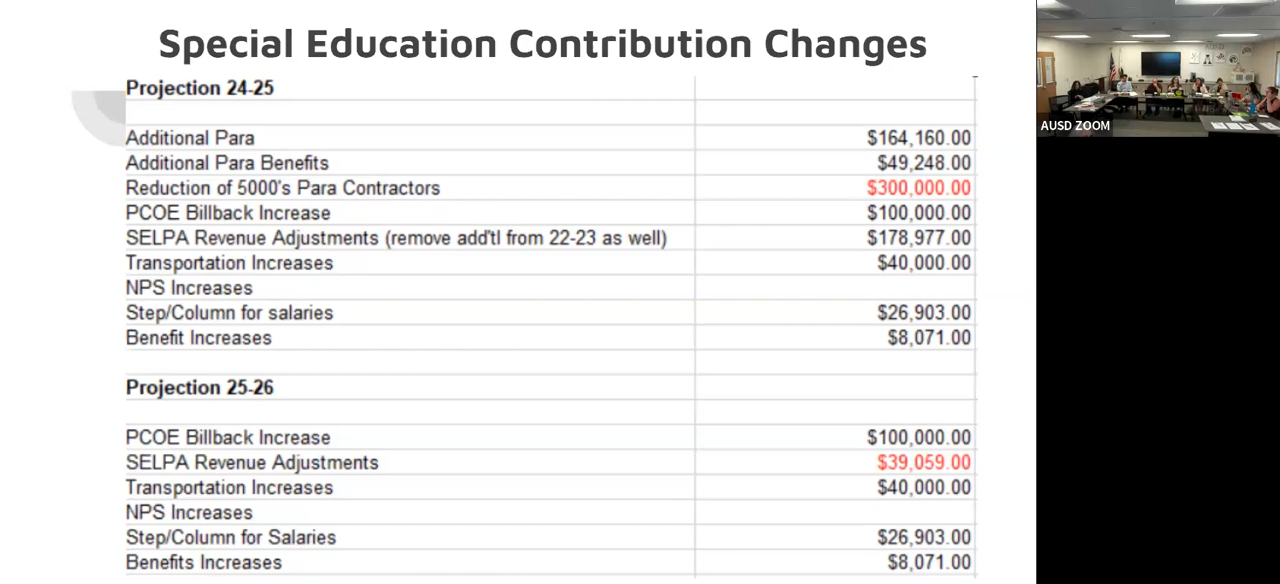 Special Education Contribution Changes
Projection 24-25
Additional Para $164,160.00
Additional Para Benefits $49,248.00
Reduction of 5000's Para Contractors $300,000.00
PCOE Billback Increase $100,000.00
SELPA Revenue Adjustments (remove add'tl from 22-23 as well) $178,977.00
Transportation Increases $40,000.00
NPS Increases
Step/Column for salaries $26,903.00
Benefit Increases $8,071.00
Projection 25-26
PCOE Billback Increase $100,000.00
SELPA Revenue Adjustments $39,059.00
Transportation Increases $40,000.00
NPS Increases
Step/Column for Salaries $26,903.00
Benefits Increases $8,071.00
AUSD ZOOM